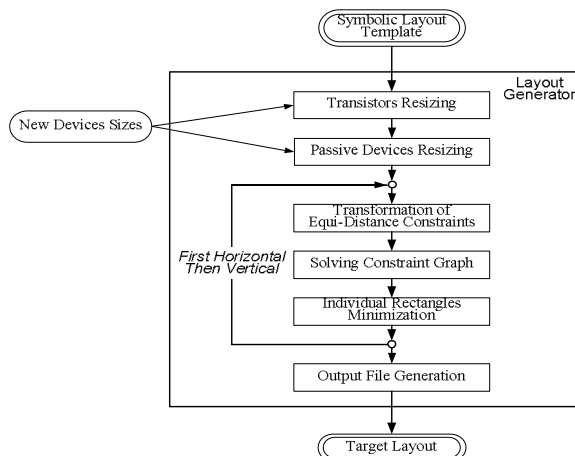 Symbolic Layout
Template
Layout
Generator
Transistors Resizing
New Devices Sizes
Passive Devices Resizing
Transformation of
Equi-Distance Constraints
First Horizontal
Then Vertical
Solving Constraint Graph
Individual Rectangles
Minimization
Output File Generation
Target Layout